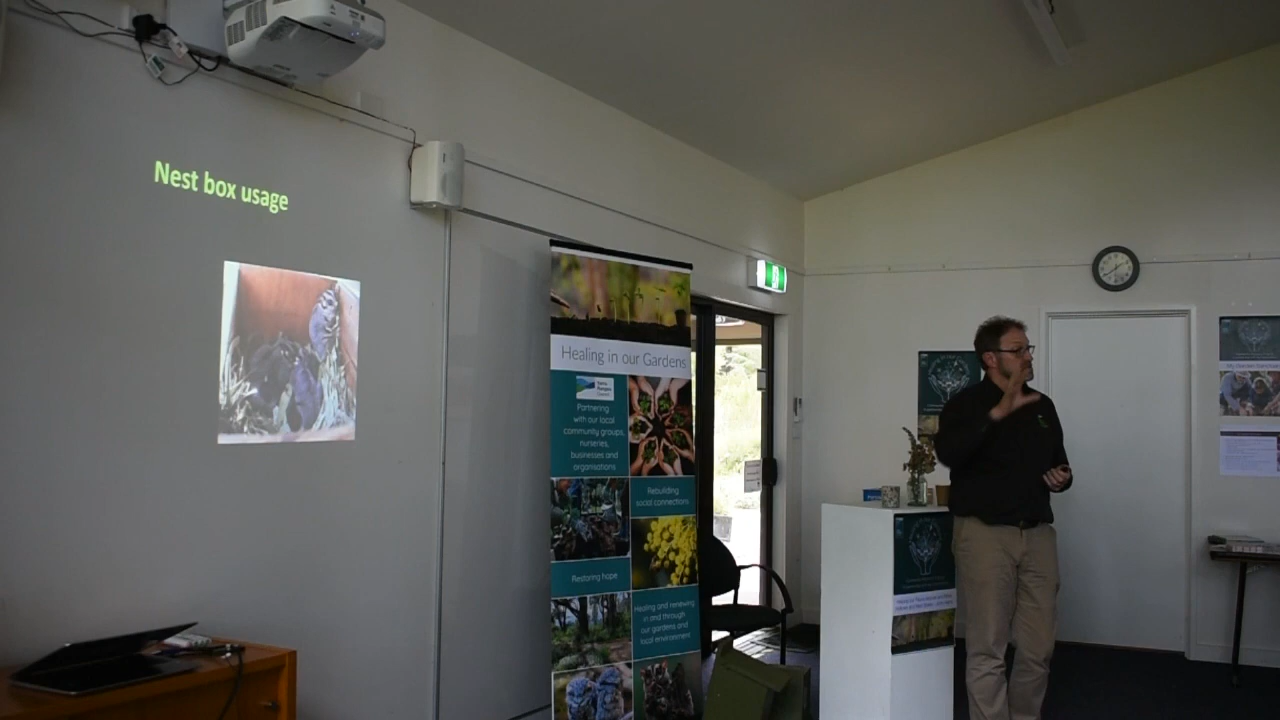 Nest box usage
Healing in our Gardens
Partnering
with our local
community groups,
nurseries,
businesses and
organisations
Rebuilding
social connections
Restoring hope
Healing and renewing
in and through
our gardens and
local environment